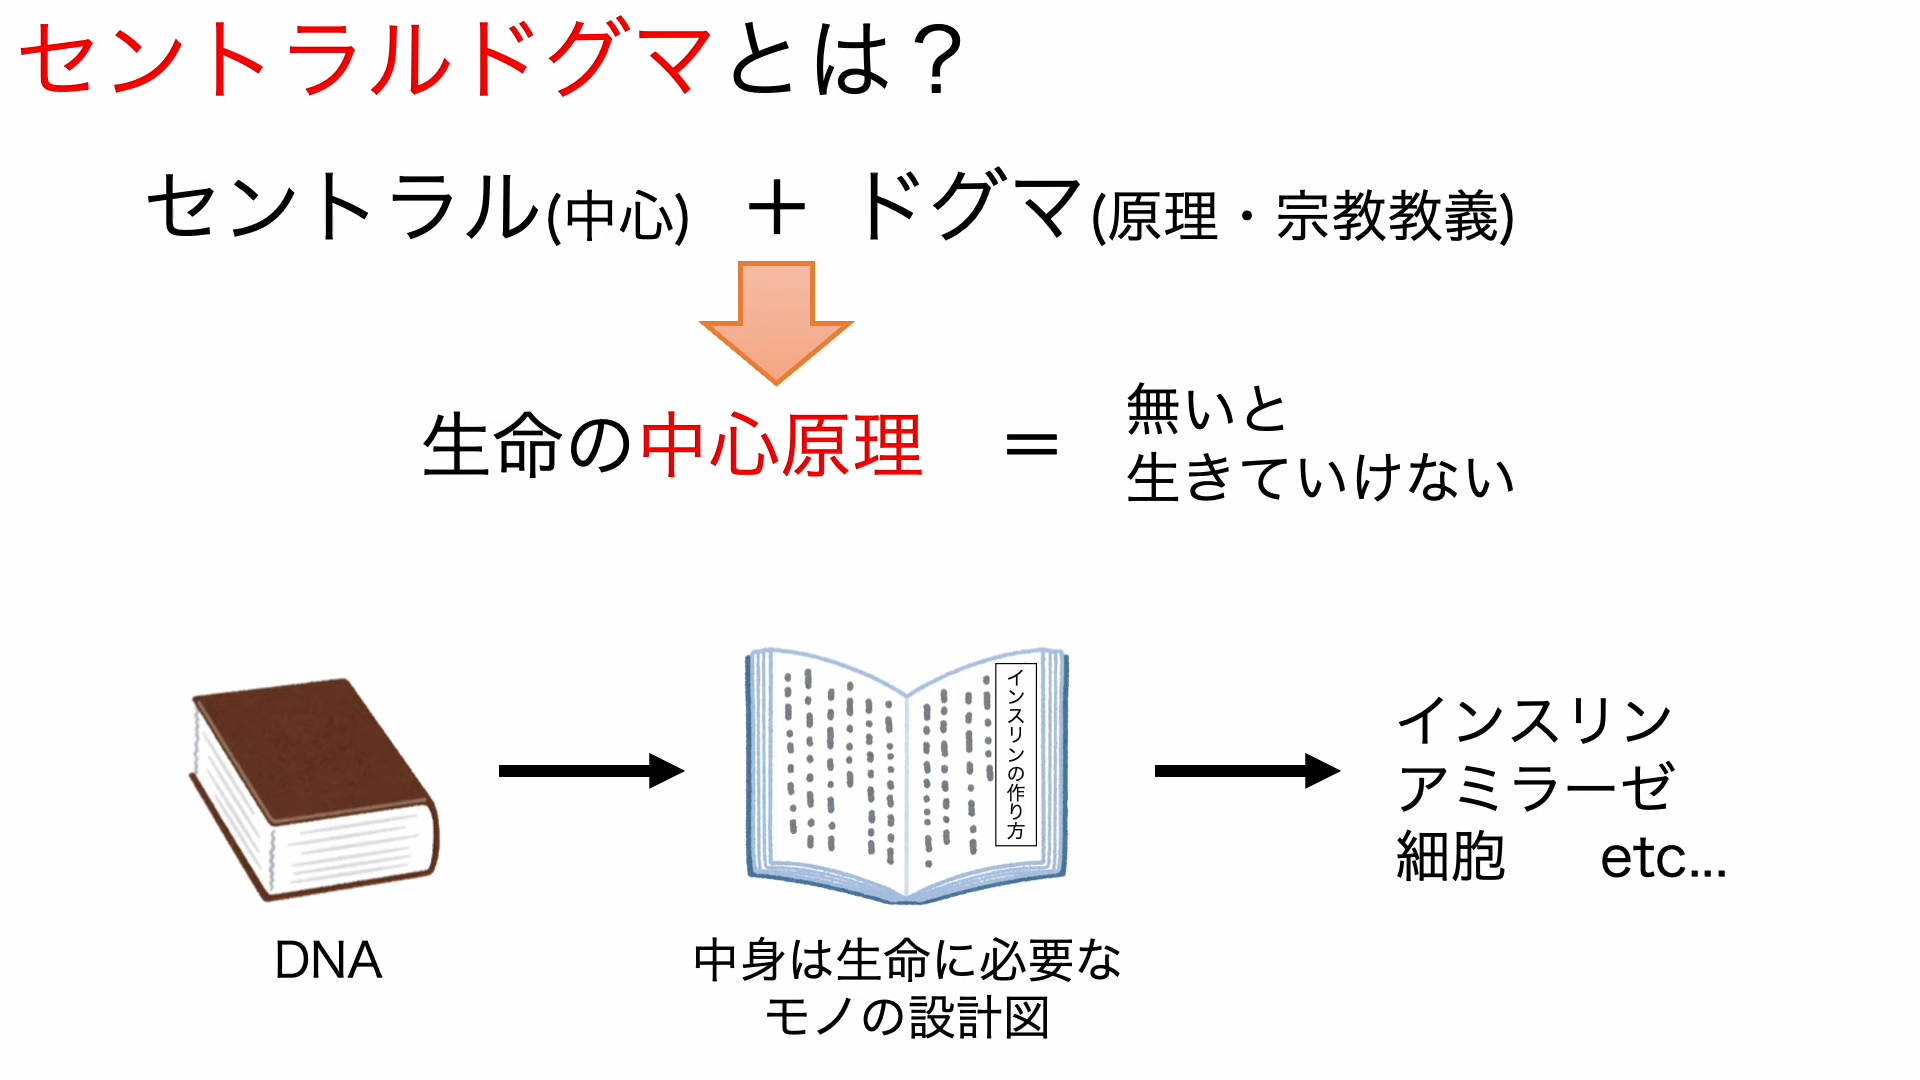 セントラルドグマとは？
セントラル(中心) ＋ ドグマ(原理・宗教教義)
生命の中心原理 ＝ 無いと
生きていけない
インスリンの作り方
インスリン
アミラーゼ
細胞 etc...
DNA
中身は生命に必要な
モノの設計図